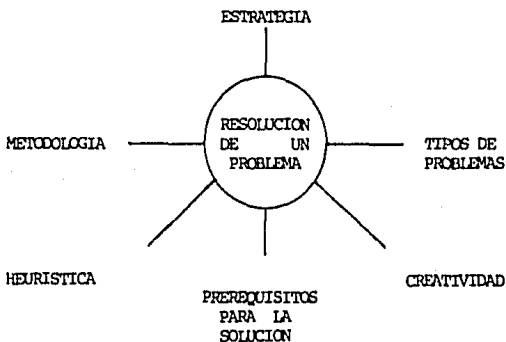 ESTRATEGIA
RESOLUCION
DE UN
PROBLEMA
METODOLOGIA
TIPOS DE
PROBLEMAS
HEURISTICA
PREREQUISITOS
PARA LA
SOLUCION
CREATIVIDAD